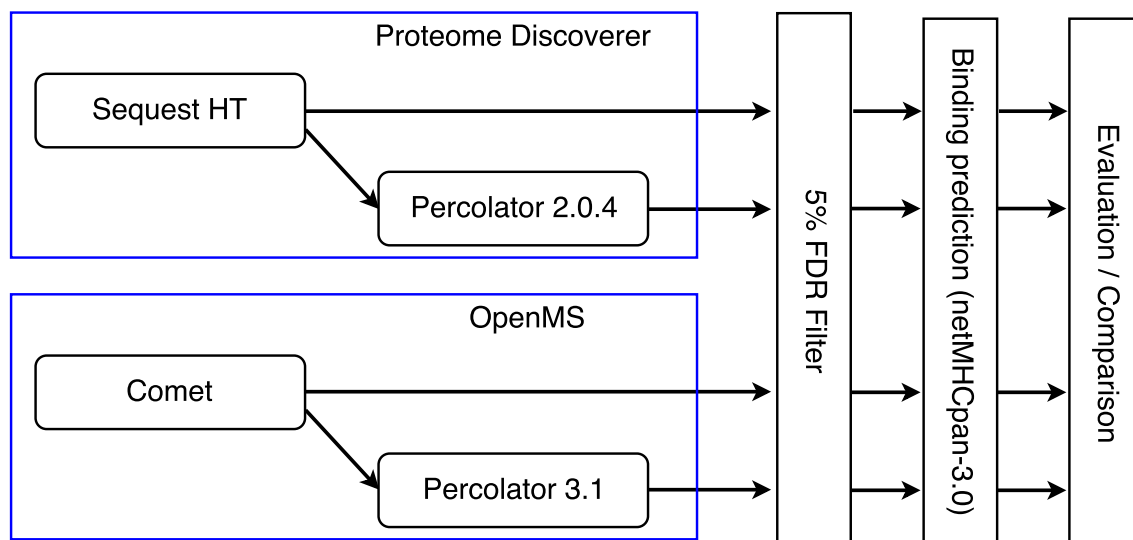 Proteome Discoverer
Sequest HT
Percolator 2.0.4
OpenMS
Comet
Percolator 3.1
5% FDR Filter
Binding prediction (netMHCpan-3.0)
Evaluation / Comparison